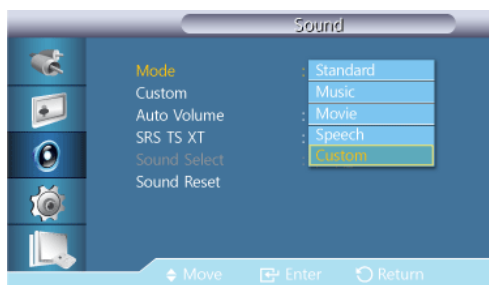 Sound
Mode : Standard
Custom Music
Auto Volume : Movie
SRS TS XT : Speech
Sound Select : Custom
Sound Reset
Move Enter Return